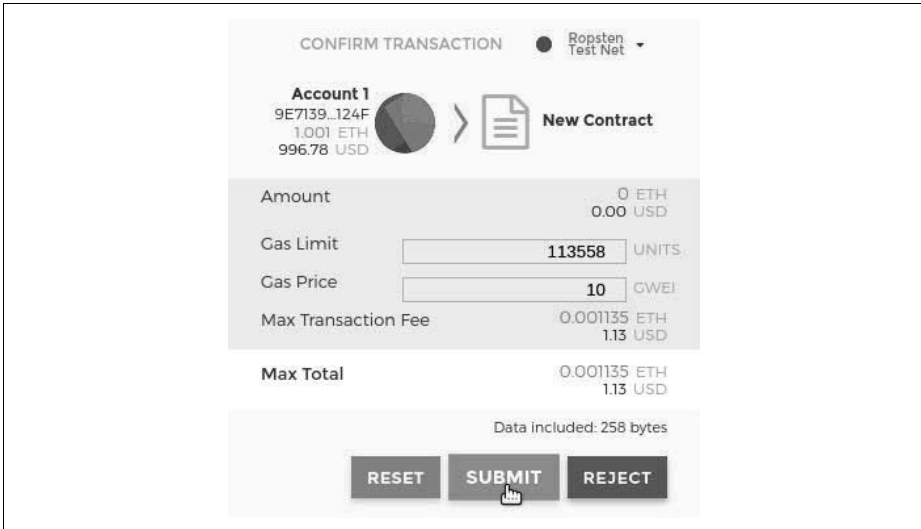 CONFIRM TRANSACTION
Ropsten
Test Net
Account 1
9E7139...124F
1.001 ETH
996.78 USD
New Contract
Amount
0 ETH
0.00 USD
Gas Limit
113558 UNITS
Gas Price
10 GWEI
Max Transaction Fee
0.001135 ETH
1.13 USD
Max Total
0.001135 ETH
1.13 USD
Data included: 258 bytes
RESET SUBMIT REJECT